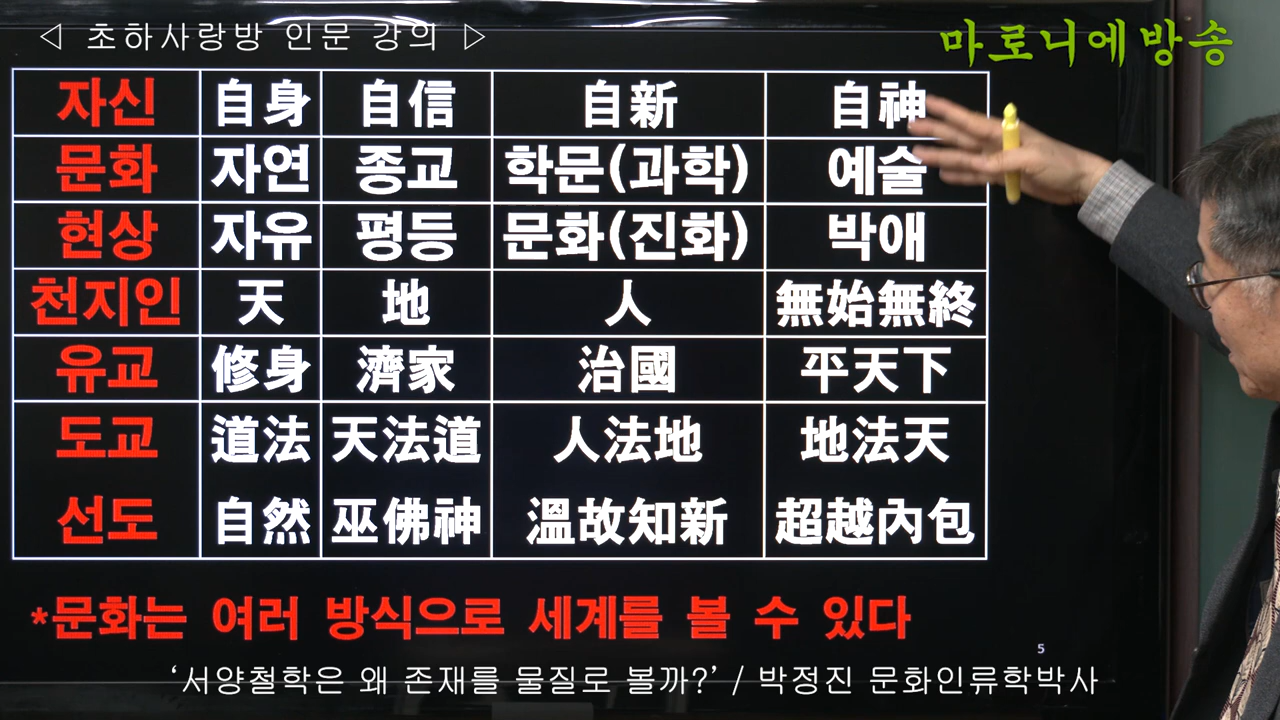 ◁ 초하사랑방 인문 강의 ▷
마로니에방송
자신 自身 自信 自新 自神
문화 자연 종교 학문(과학) 예술
현상 자유 평등 문화(진화) 박애
천지인 天 地 人 無始無終
유교 修身 濟家 治國 平天下
도교 道法 天法道 人法地 地法天
선도 自然 巫佛神 溫故知新 超越內包
*문화는 여러 방식으로 세계를 볼 수 있다
5
‘서양철학은 왜 존재를 물질로 볼까?’ / 박정진 문화인류학박사